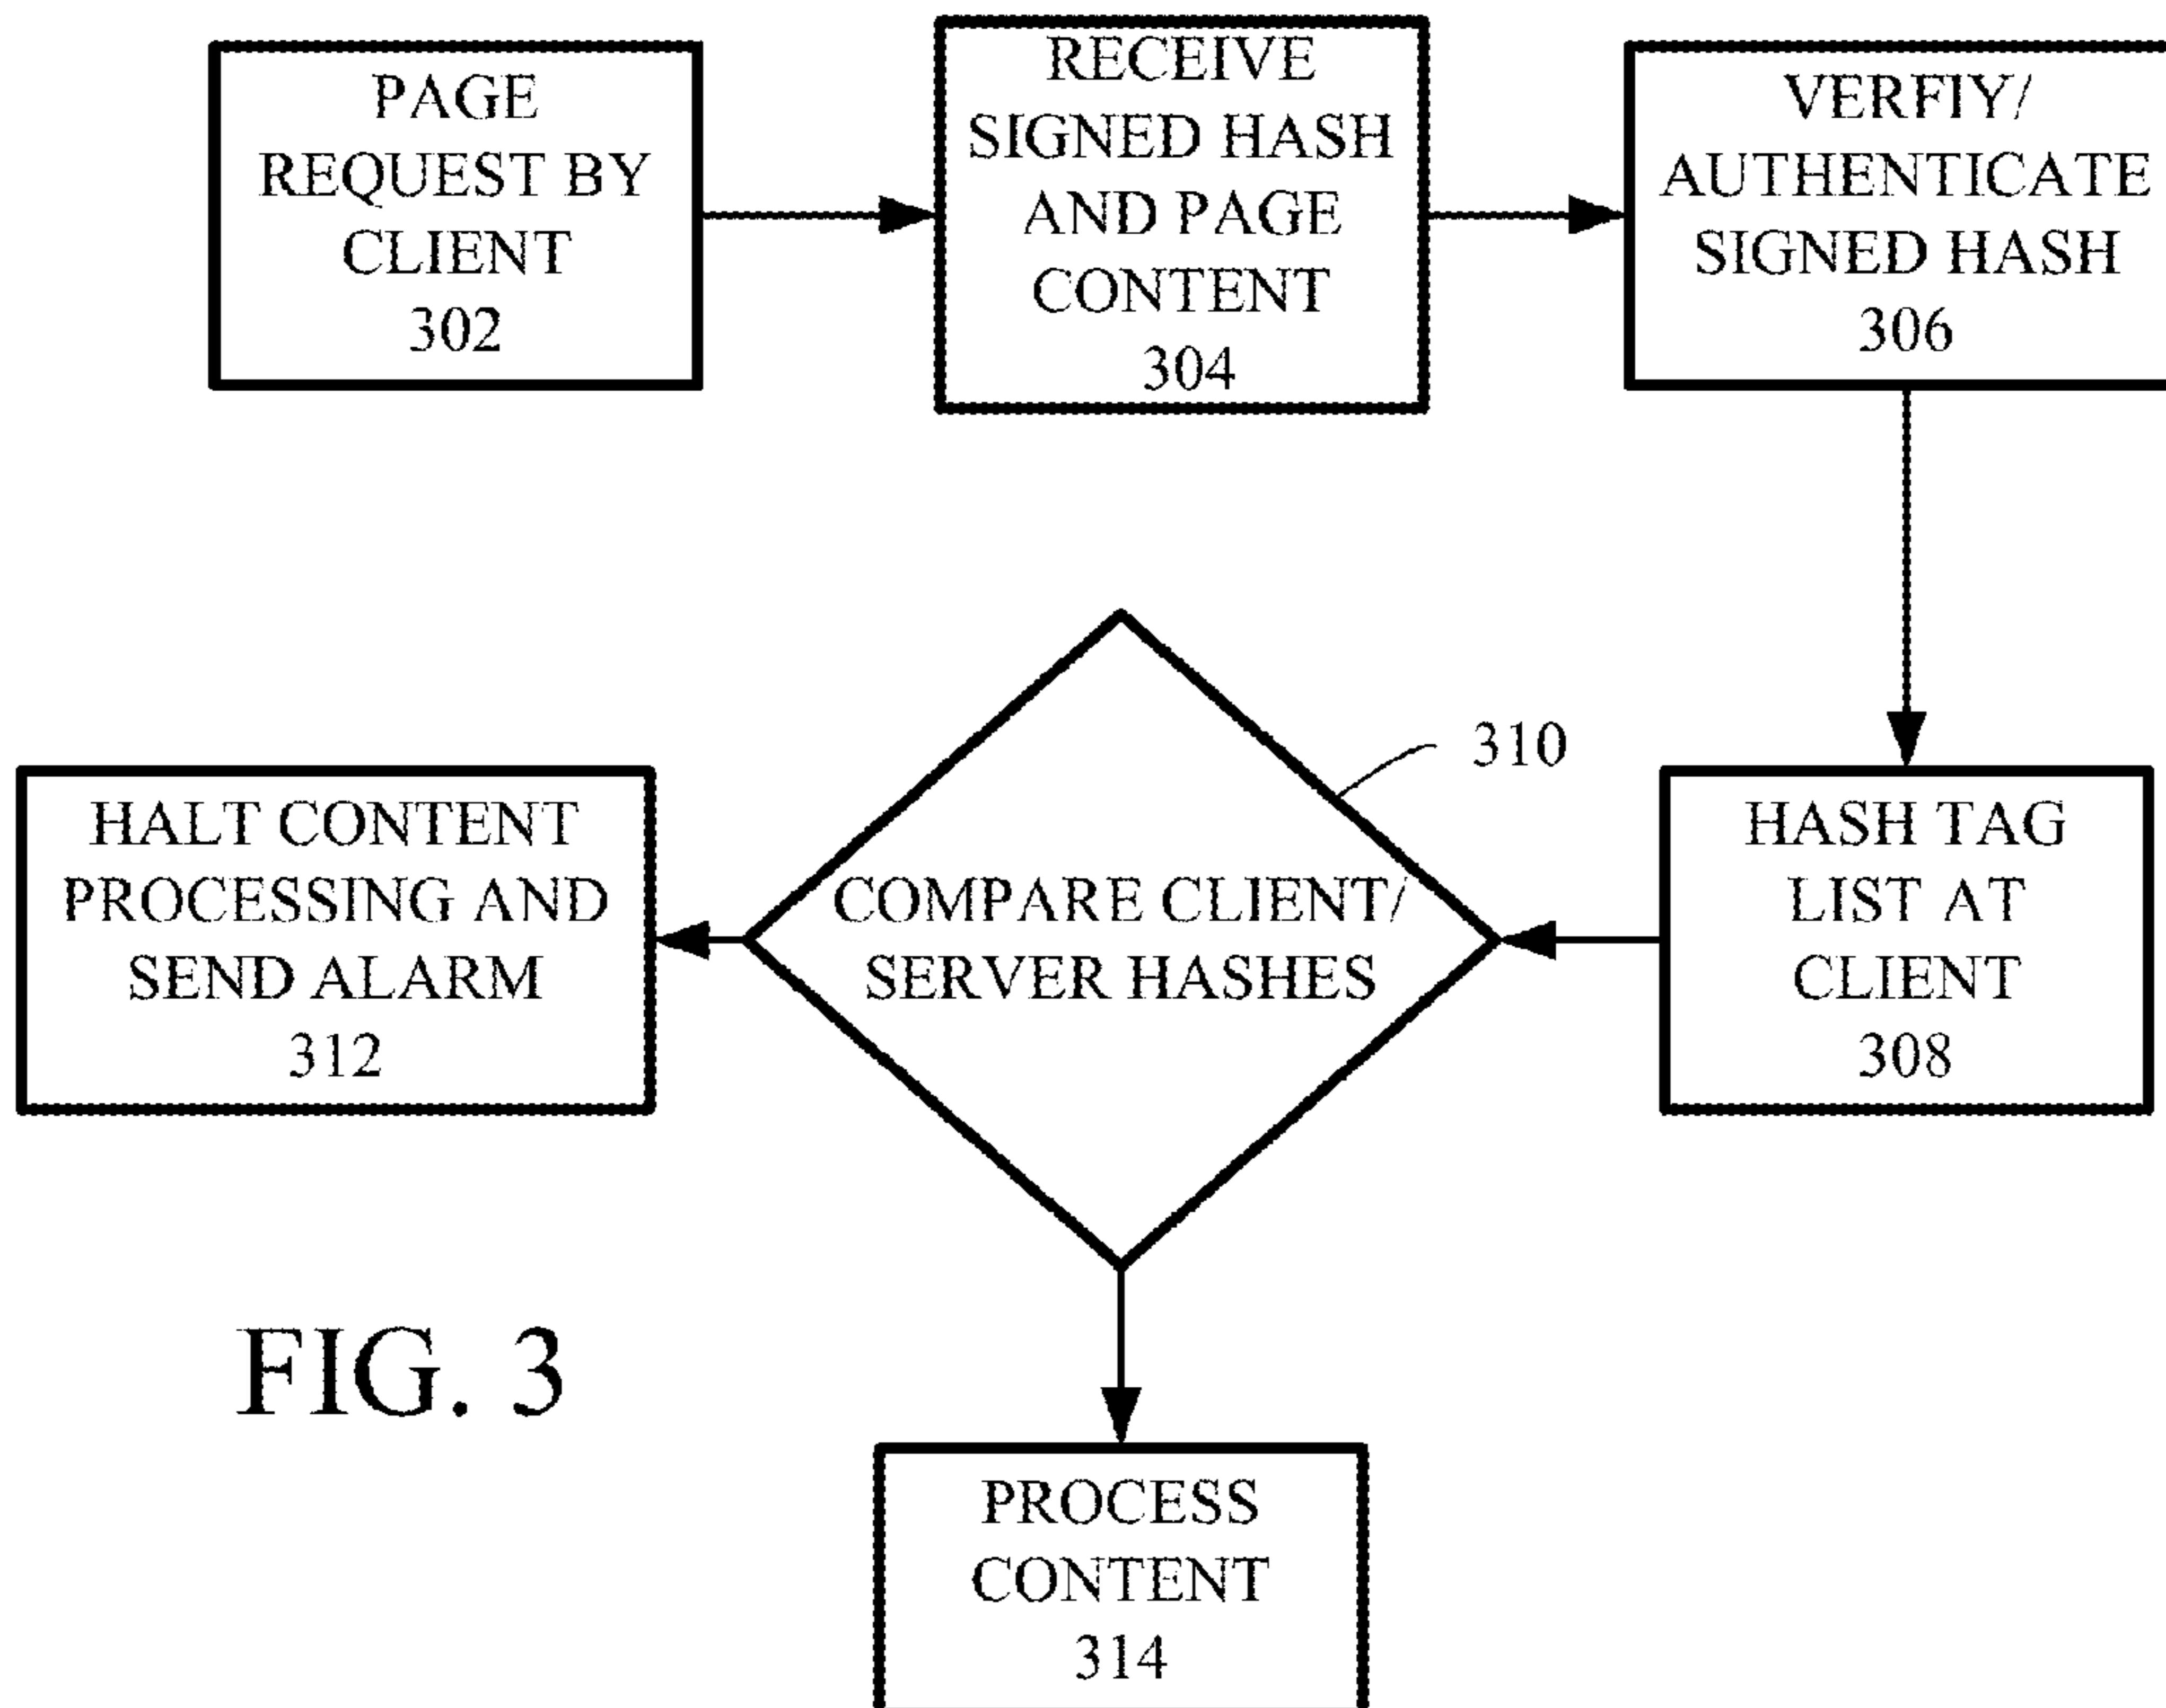 PAGE
REQUEST BY
CLIENT
302
RECEIVE
SIGNED HASH
AND PAGE
CONTENT
304
VERFIY/
AUTHENTICATE
SIGNED HASH
306
310
HALT CONTENT
PROCESSING AND
SEND ALARM
312
COMPARE CLIENT/
SERVER HASHES
HASH TAG
LIST AT
CLIENT
308
FIG. 3
PROCESS
CONTENT
314